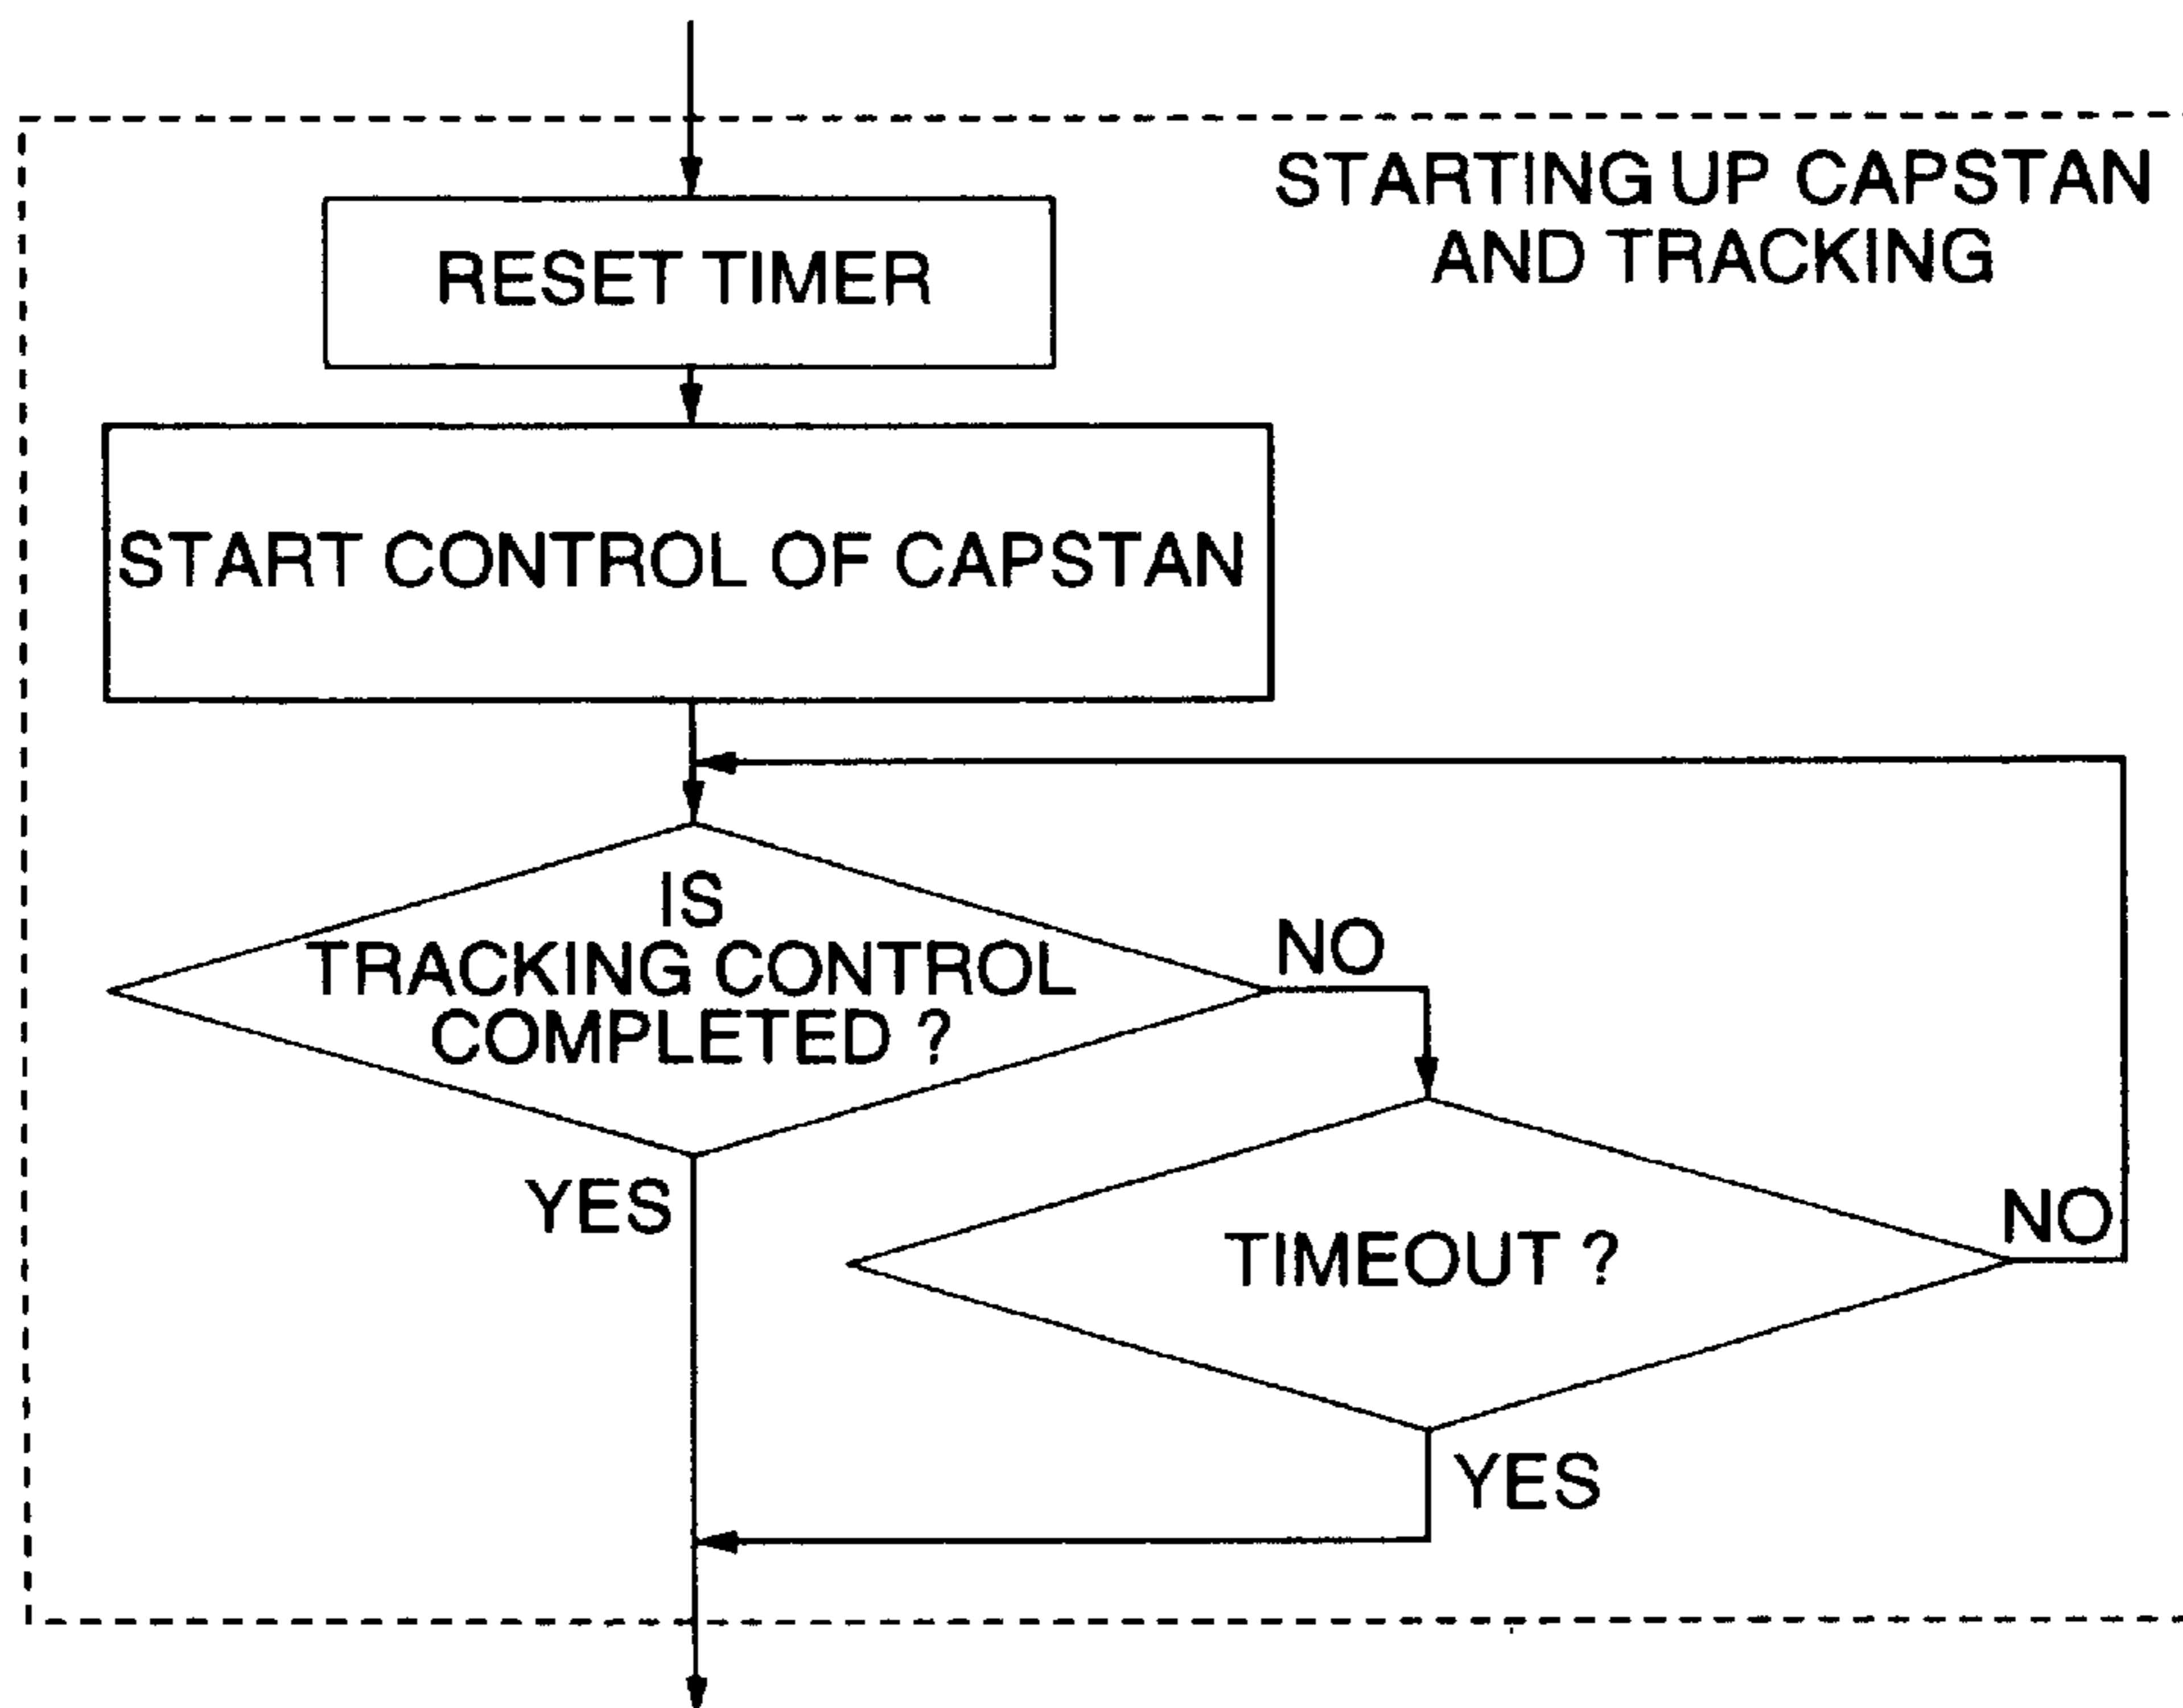 STARTING UP CAPSTAN
AND TRACKING
RESET TIMER
START CONTROL OF CAPSTAN
IS
TRACKING CONTROL
COMPLETED ?
NO
YES
TIMEOUT ?
NO
YES